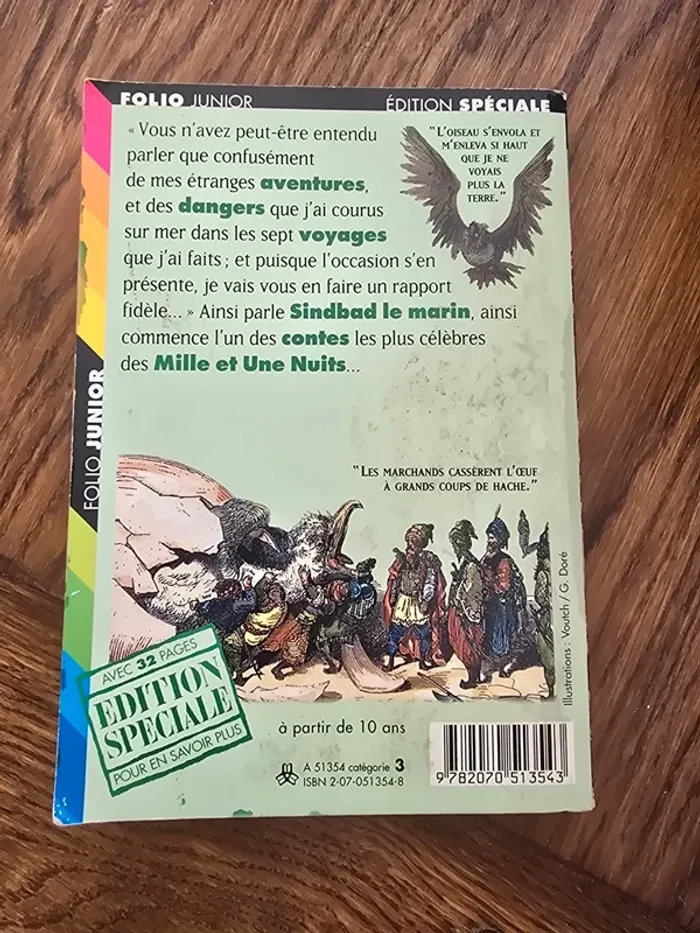 FOLIO JUNIOR
ÉDITION SPÉCIALE
« Vous n'avez peut-être entendu
parler que confusément
de mes étranges aventures,
et des dangers que j'ai courus
sur mer dans les sept voyages
que j'ai faits ; et puisque l'occasion s'en
présente, je vais vous en faire un rapport
fidèle... » Ainsi parle Sindbad le marin, ainsi
commence l'un des contes les plus célèbres
des Mille et Une Nuits...
"L'OISEAU S'ENVOLA ET
M'ENLEVA SI HAUT
QUE JE NE
VOYAIS
PLUS LA
TERRE."
FOLIO JUNIOR
"LES MARCHANDS CASSÈRENT L'ŒUF
À GRANDS COUPS DE HACHE."
Illustrations : Voutch / G. Doré
AVEC 32 PAGES
EDITION
SPECIALE
POUR EN SAVOIR PLUS
à partir de 10 ans
A 51354 catégorie 3
ISBN 2-07-051354-8
9 782070 513543